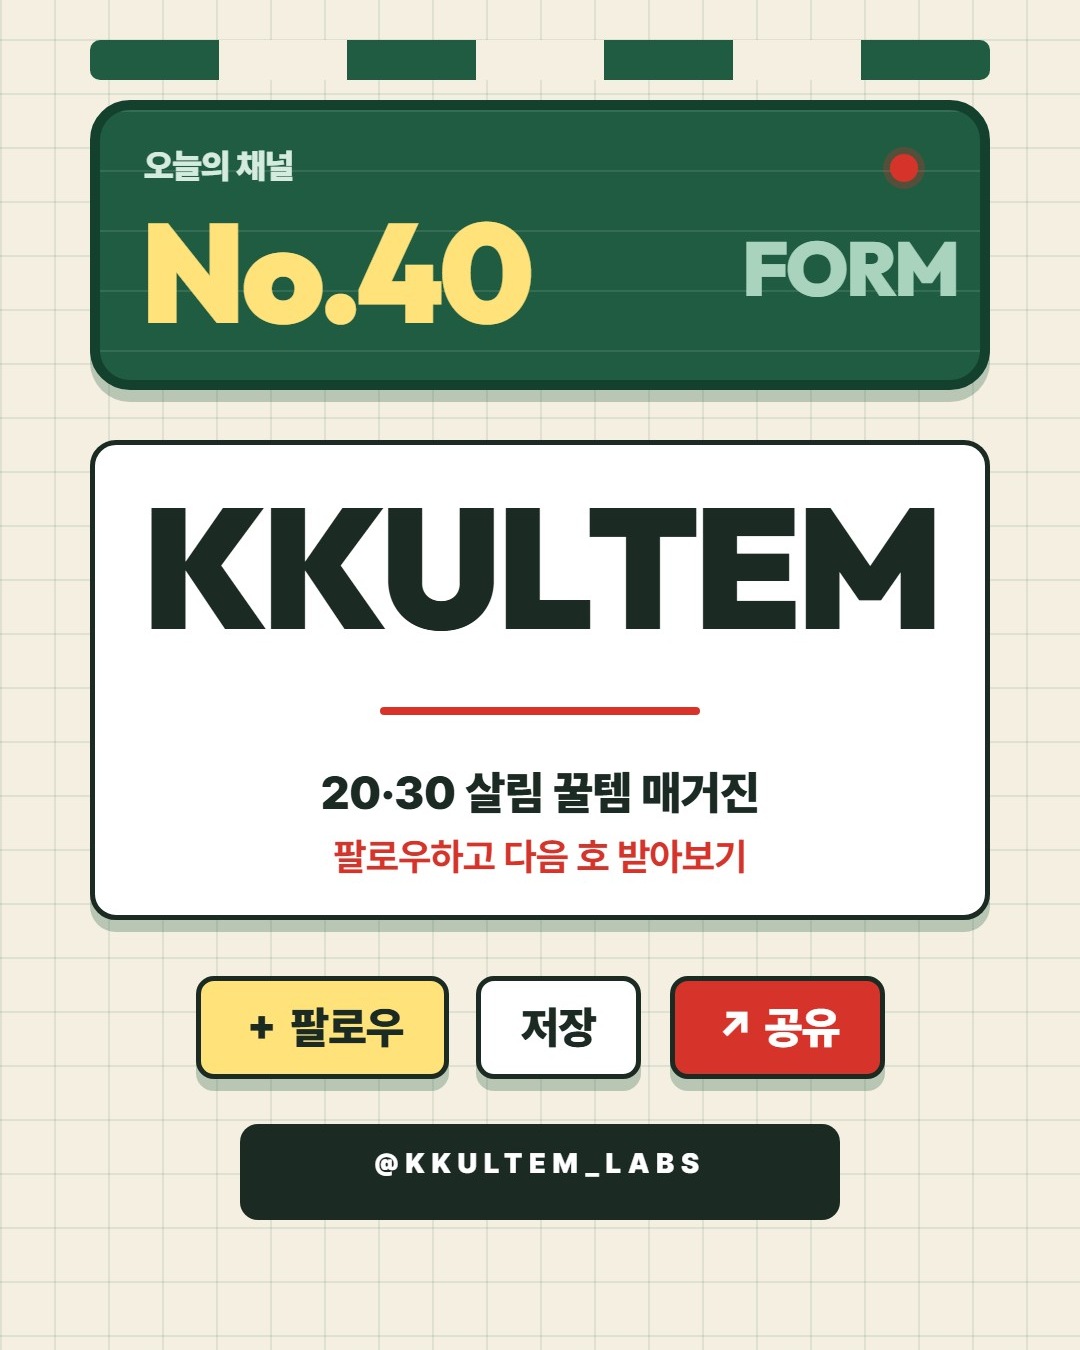 오늘의 채널
No.40
FORM
KKULTEM
20·30 살림 꿀템 매거진
팔로우하고 다음 호 받아보기
+ 팔로우
저장
↗ 공유
@KKULTEM_LABS